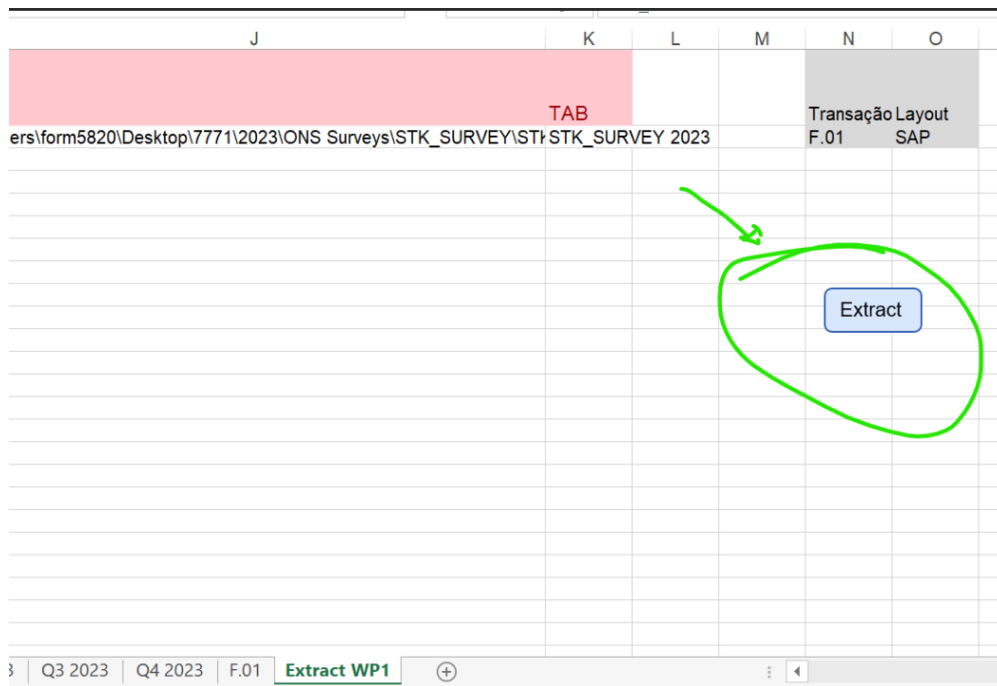 J K L M N O
TAB
Transação Layout
ers\form5820\Desktop\7771\2023\ONS Surveys\STK_SURVEY\STK STK_SURVEY 2023 F.01 SAP
Extract
3 Q3 2023 Q4 2023 F.01 Extract WP1